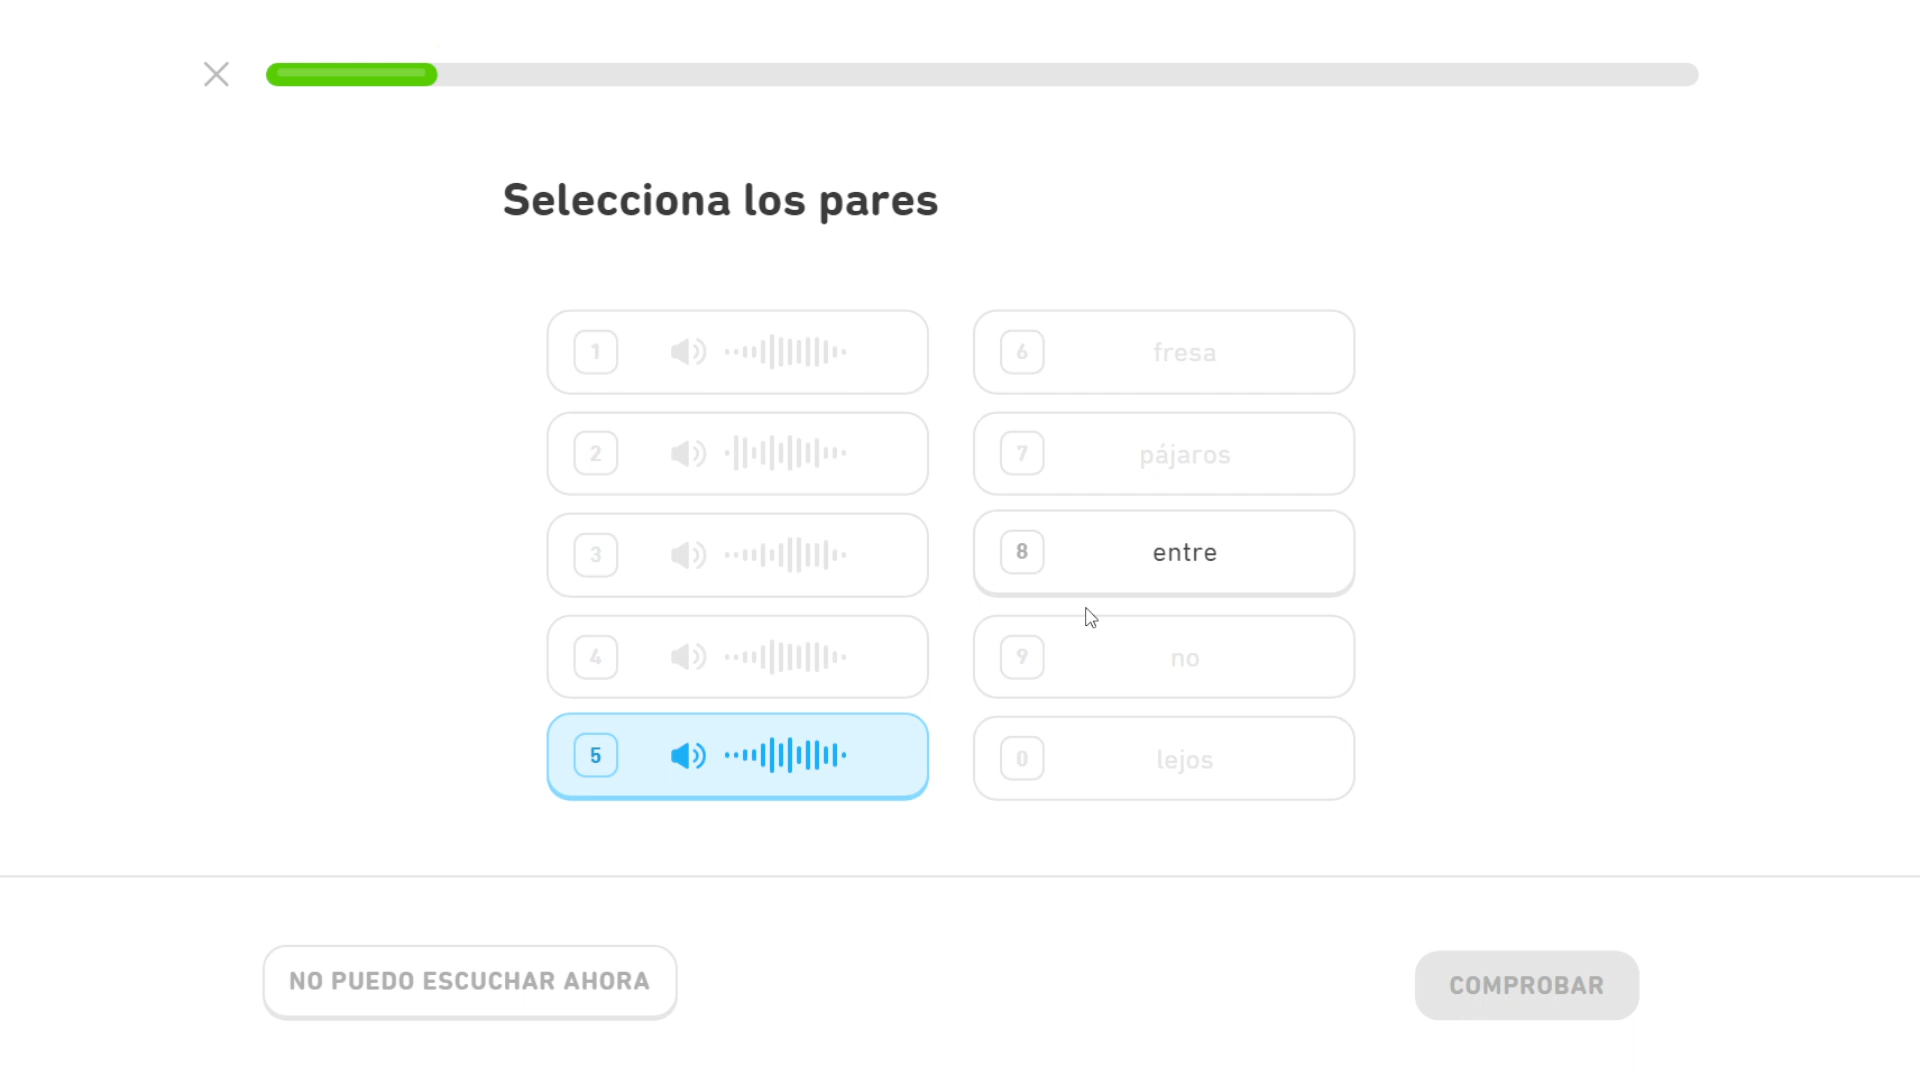 Selecciona los pares
1
6 fresa
2
7 pájaros
3
8 entre
4
9 no
5
0 lejos
NO PUEDO ESCUCHAR AHORA
COMPROBAR